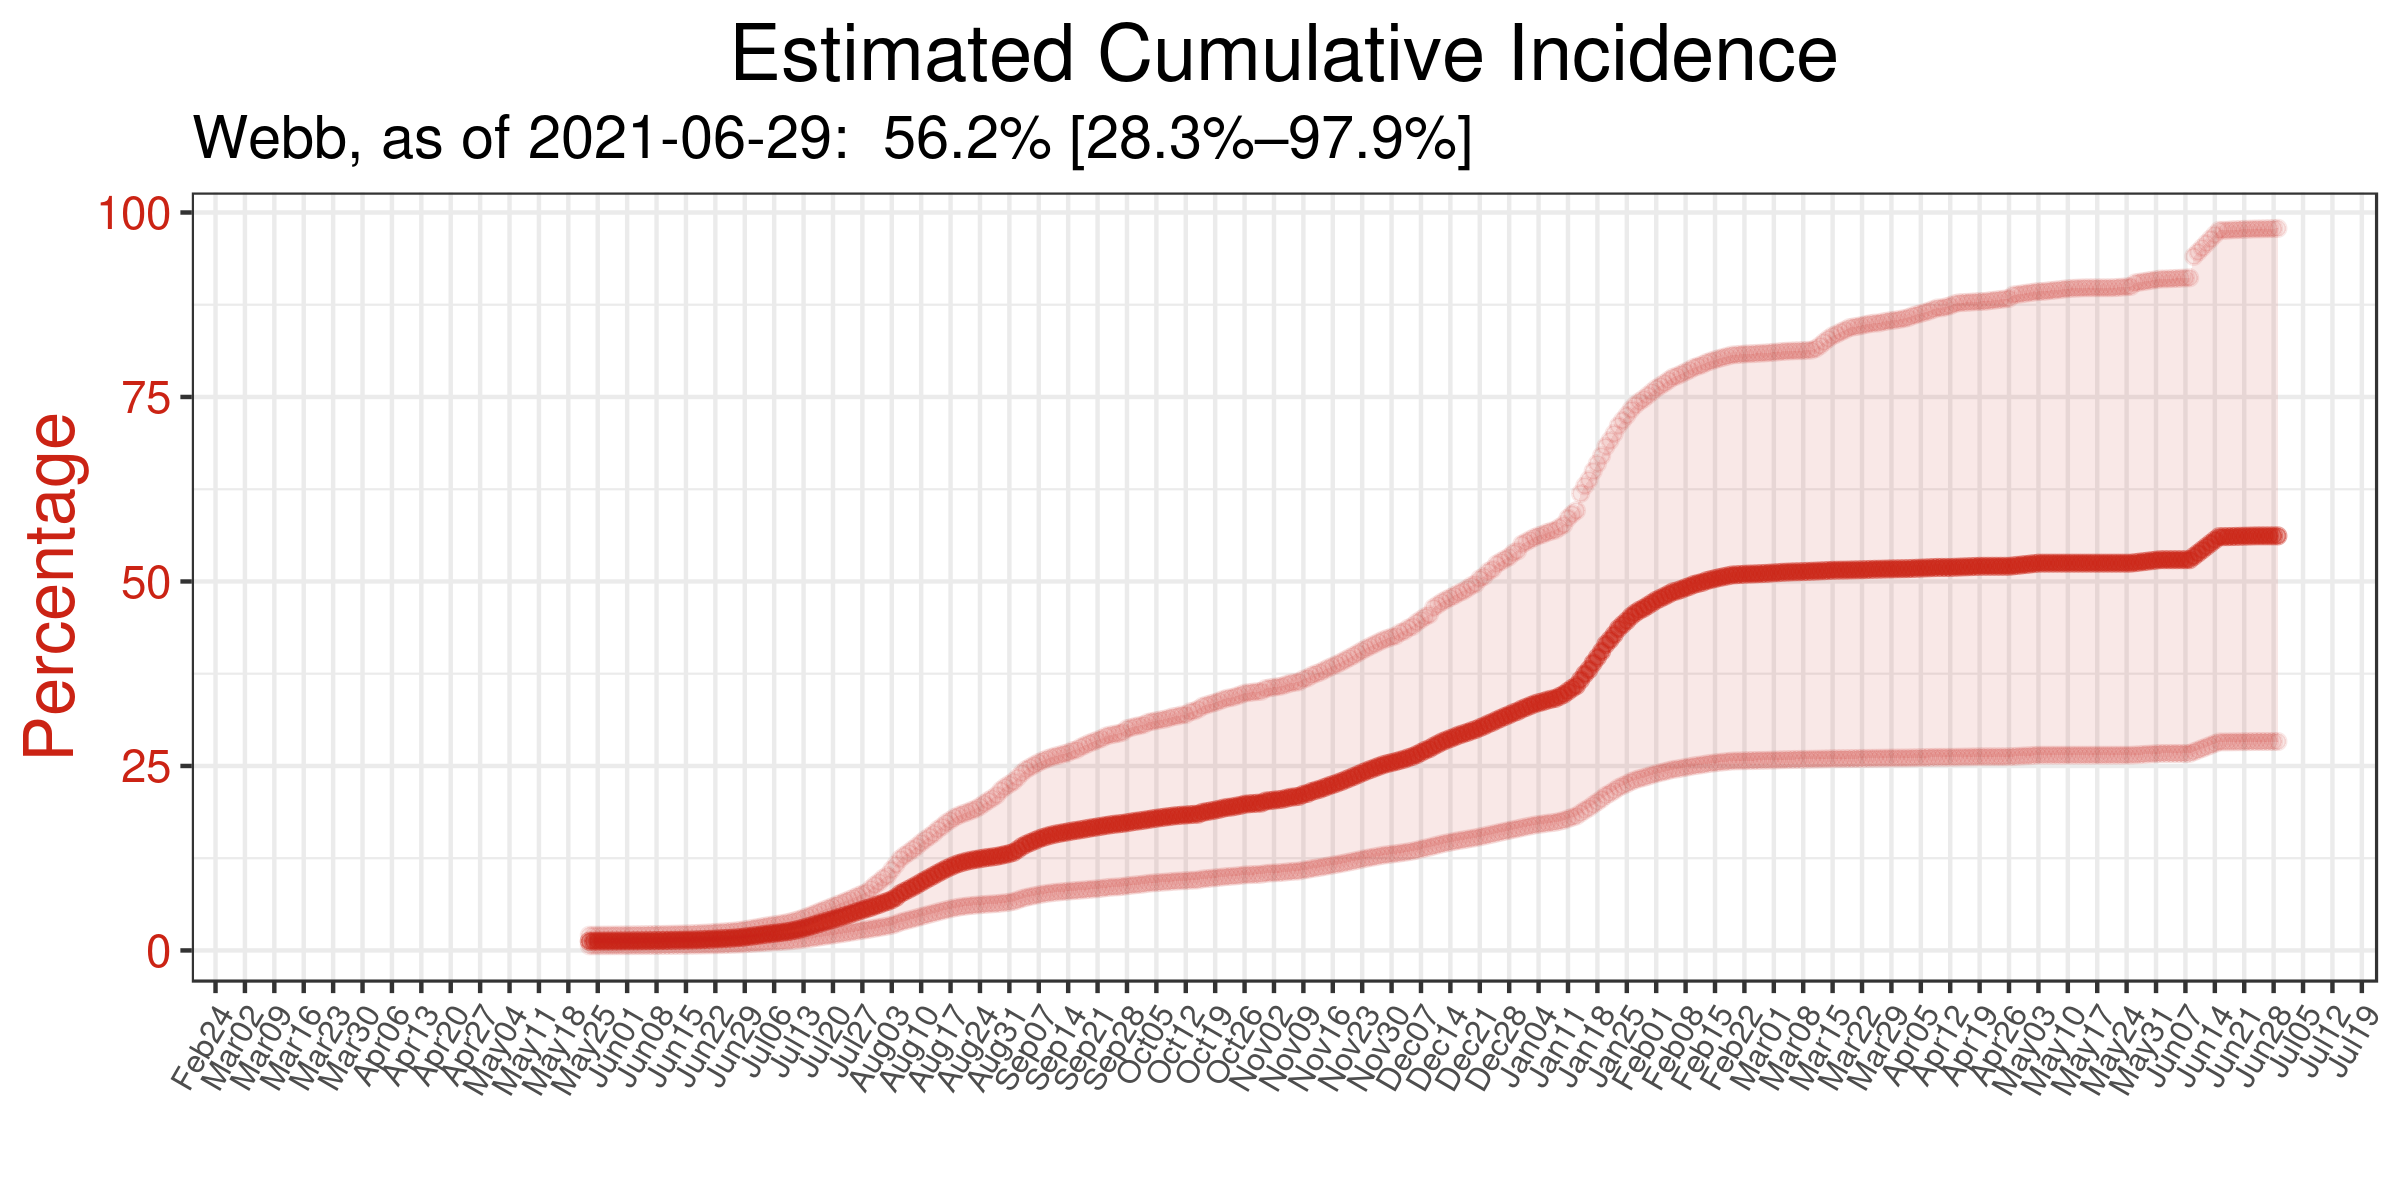 Estimated Cumulative Incidence
Webb, as of 2021-06-29:  56.2% [28.3%–97.9%]
Percentage
100
75
50
25
0
Feb24
Mar02
Mar09
Mar16
Mar23
Mar30
Apr06
Apr13
Apr20
Apr27
May04
May11
May18
May25
Jun01
Jun08
Jun15
Jun22
Jun29
Jul06
Jul13
Jul20
Jul27
Aug03
Aug10
Aug17
Aug24
Aug31
Sep07
Sep14
Sep21
Sep28
Oct05
Oct12
Oct19
Oct26
Nov02
Nov09
Nov16
Nov23
Nov30
Dec07
Dec14
Dec21
Dec28
Jan04
Jan11
Jan18
Jan25
Feb01
Feb08
Feb15
Feb22
Mar01
Mar08
Mar15
Mar22
Mar29
Apr05
Apr12
Apr19
Apr26
May03
May10
May17
May24
May31
Jun07
Jun14
Jun21
Jun28
Jul05
Jul12
Jul19